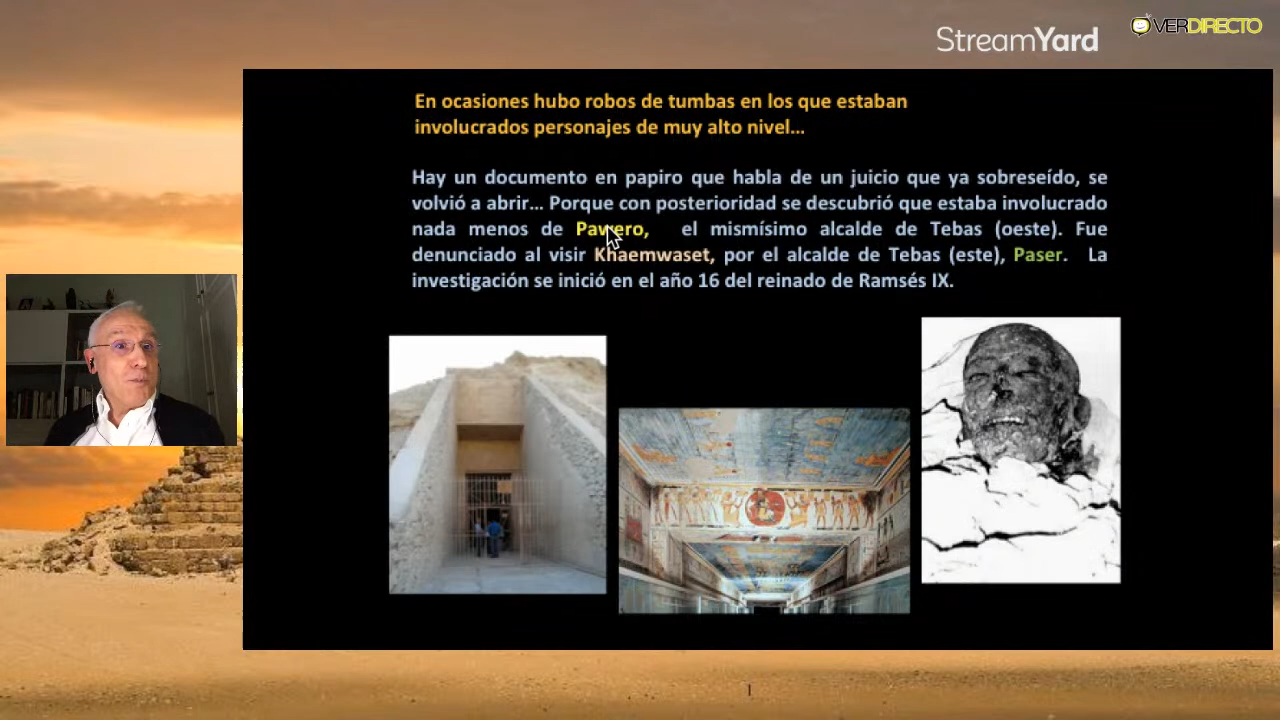 StreamYard
VERDIRECTO
En ocasiones hubo robos de tumbas en los que estaban
involucrados personajes de muy alto nivel...
Hay un documento en papiro que habla de un juicio que ya sobreseído, se
volvió a abrir... Porque con posterioridad se descubrió que estaba involucrado
nada menos de Pawero, el mismísimo alcalde de Tebas (oeste). Fue
denunciado al visir Khaemwaset, por el alcalde de Tebas (este), Paser. La
investigación se inició en el año 16 del reinado de Ramsés IX.